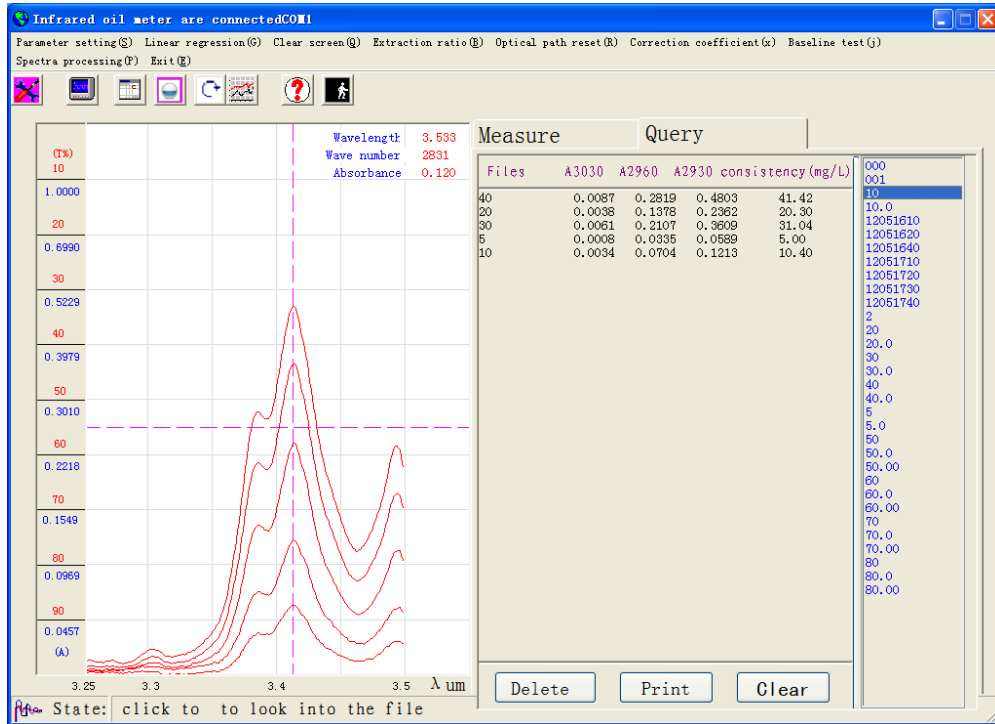 Infrared oil meter are connectedCOM1
Parameter setting(S) Linear regression(G) Clear screen(Q) Extraction ratio(B) Optical path reset(R) Correction coefficient(x) Baseline test(j)
Spectra processing(P) Exit(E)
Wavelength 3.533
Wave number 2831
Absorbance 0.120
(T%)
10
1.0000
20
0.6990
30
0.5229
40
0.3979
50
0.3010
60
0.2218
70
0.1549
80
0.0969
90
0.0457
(A)
3.25 3.3 3.4 3.5 λ um
Measure Query
Files A3030 A2960 A2930 consistency(mg/L)
40 0.0087 0.2819 0.4803 41.42
20 0.0038 0.1378 0.2362 20.30
30 0.0061 0.2107 0.3609 31.04
5 0.0008 0.0335 0.0589 5.00
10 0.0034 0.0704 0.1213 10.40
000
001
10
10.0
12051610
12051620
12051640
12051710
12051720
12051730
12051740
2
20
20.0
30
30.0
40
40.0
5
5.0
50
50.0
50.00
60
60.0
60.00
70
70.0
70.00
80
80.0
80.00
Delete Print Clear
State: click to to look into the file